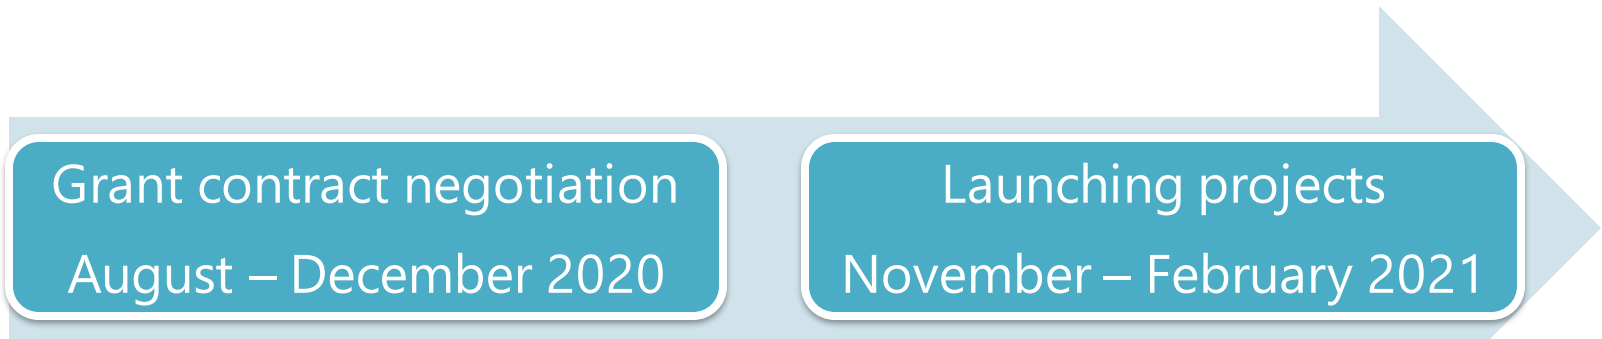 Grant contract negotiation
August – December 2020
Launching projects
November – February 2021